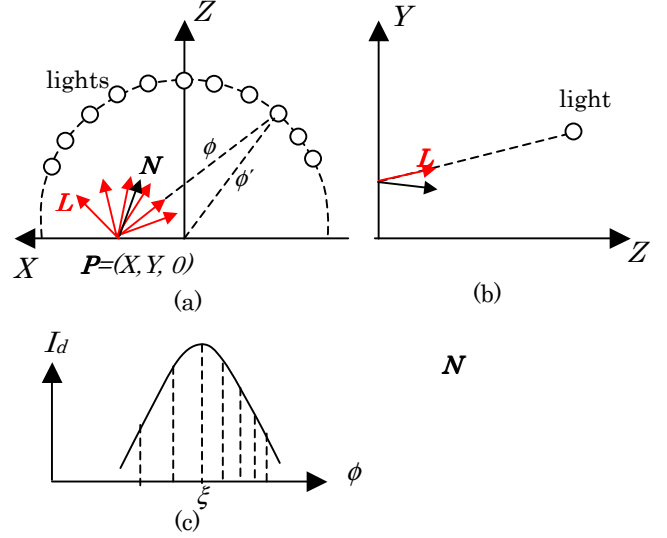 Z
lights
ϕ
N
ϕ'
L
X
P=(X, Y, 0)
(a)
Y
light
L
Z
(b)
I_d
N
ϕ
ξ
(c)